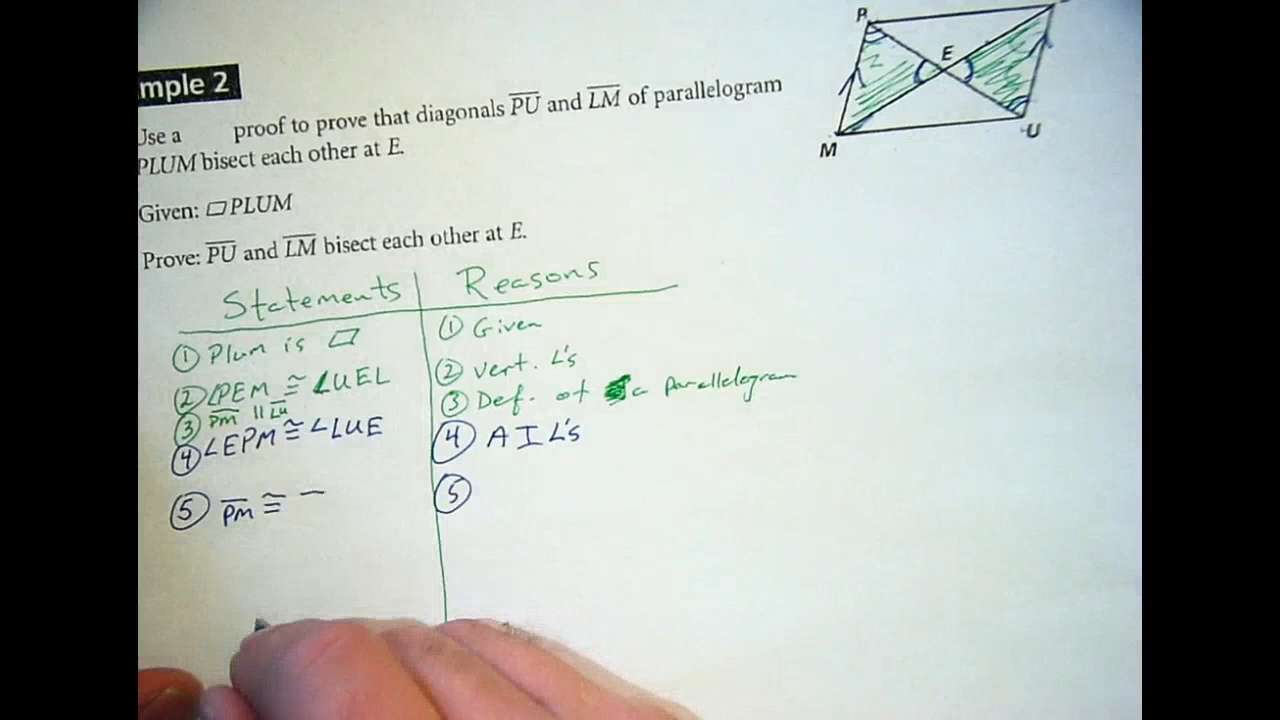 mple 2
Use a proof to prove that diagonals PU and LM of parallelogram
PLUM bisect each other at E.
Given: ▱PLUM
Prove: PU and LM bisect each other at E.
Statements Reasons
① Plum is ▱ ① Given
② ∠PEM ≅ ∠UEL ② Vert. ∠'s
③ PM || LU ③ Def. of a parallelogram
④ ∠EPM ≅ ∠LUE ④ A I ∠'s
⑤ PM ≅ ⑤
P
E
M
U